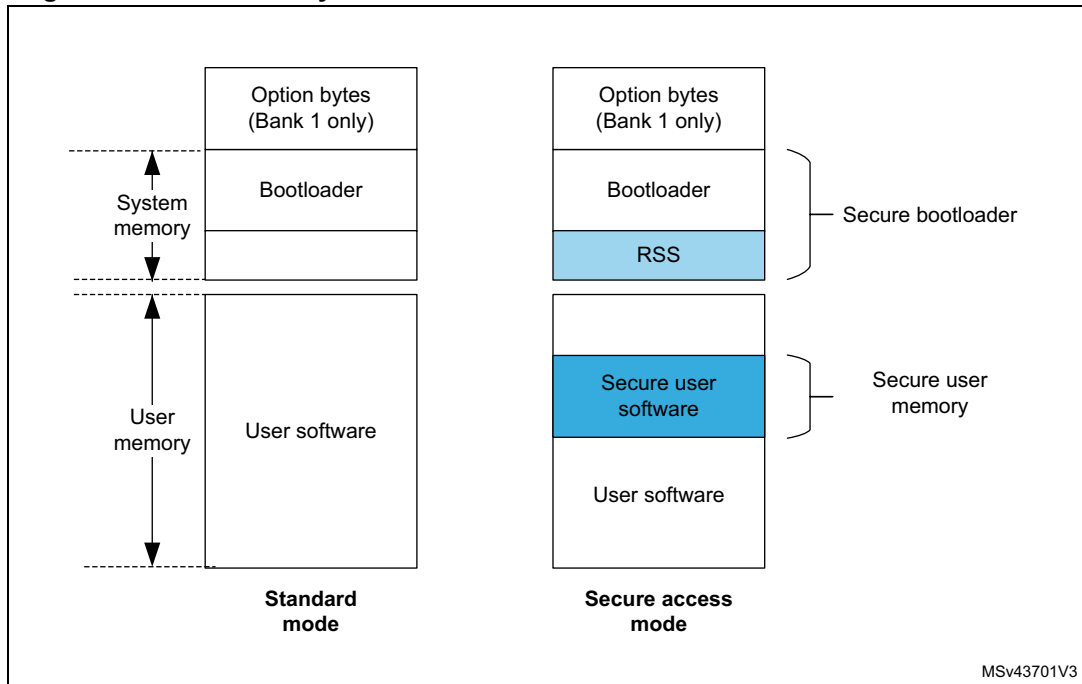 Option bytes
(Bank 1 only)
Bootloader
System
memory
User
memory
User software
Standard
mode
Option bytes
(Bank 1 only)
Bootloader
RSS
Secure bootloader
Secure user
software
Secure user
memory
User software
Secure access
mode
MSv43701V3